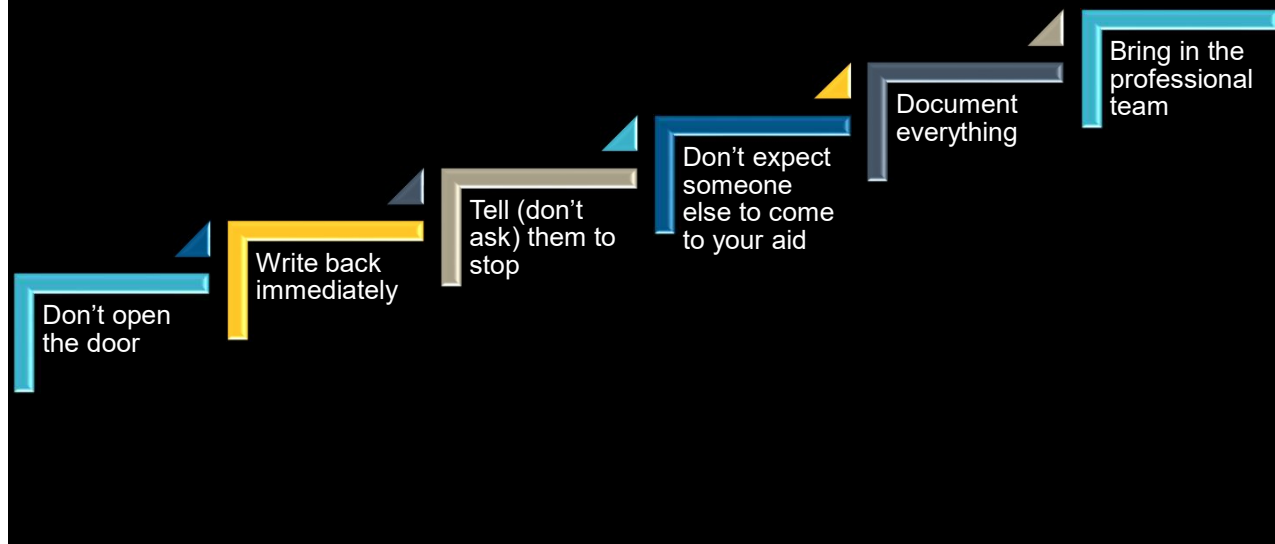 Don’t open
the door
Write back
immediately
Tell (don’t
ask) them to
stop
Don’t expect
someone
else to come
to your aid
Document
everything
Bring in the
professional
team